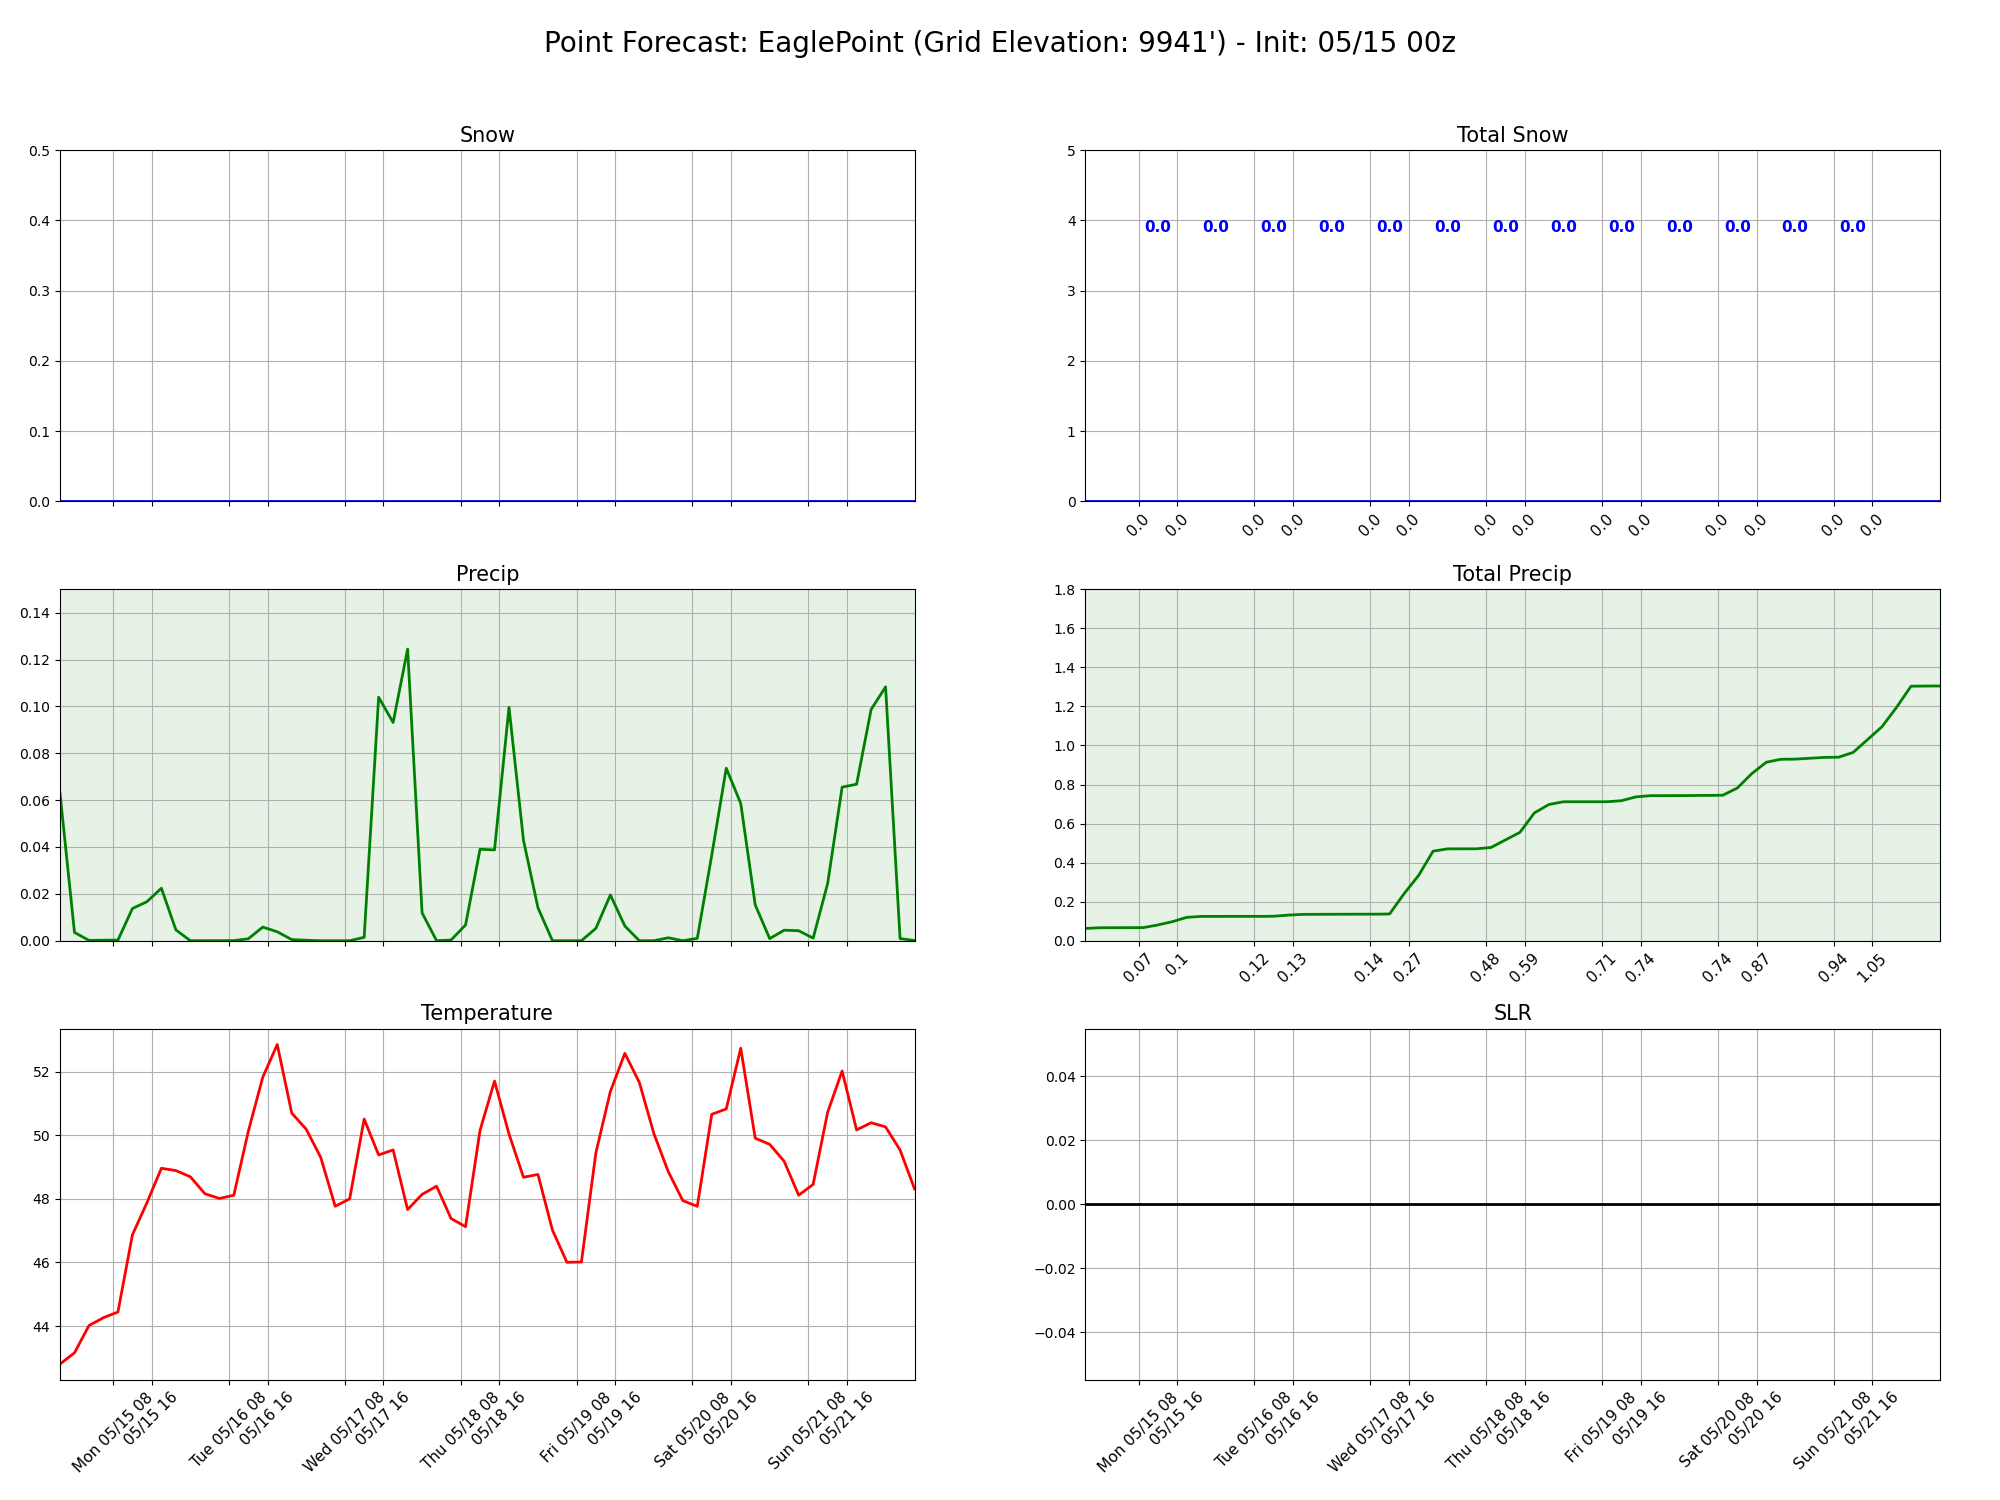 Point Forecast: EaglePoint (Grid Elevation: 9941') - Init: 05/15 00z
Snow
0.5
0.4
0.3
0.2
0.1
0.0
Total Snow
5
4
3
2
1
0
0.0 0.0 0.0 0.0 0.0 0.0 0.0 0.0 0.0 0.0 0.0 0.0 0.0
0.0 0.0 0.0 0.0 0.0 0.0 0.0 0.0 0.0 0.0 0.0 0.0 0.0 0.0
Precip
0.14
0.12
0.10
0.08
0.06
0.04
0.02
0.00
Total Precip
1.8
1.6
1.4
1.2
1.0
0.8
0.6
0.4
0.2
0.0
0.07 0.1 0.12 0.13 0.14 0.27 0.48 0.59 0.71 0.74 0.74 0.87 0.94 1.05
Temperature
52
50
48
46
44
Mon 05/15 08
05/15 16
Tue 05/16 08
05/16 16
Wed 05/17 08
05/17 16
Thu 05/18 08
05/18 16
Fri 05/19 08
05/19 16
Sat 05/20 08
05/20 16
Sun 05/21 08
05/21 16
SLR
0.04
0.02
0.00
−0.02
−0.04
Mon 05/15 08
05/15 16
Tue 05/16 08
05/16 16
Wed 05/17 08
05/17 16
Thu 05/18 08
05/18 16
Fri 05/19 08
05/19 16
Sat 05/20 08
05/20 16
Sun 05/21 08
05/21 16